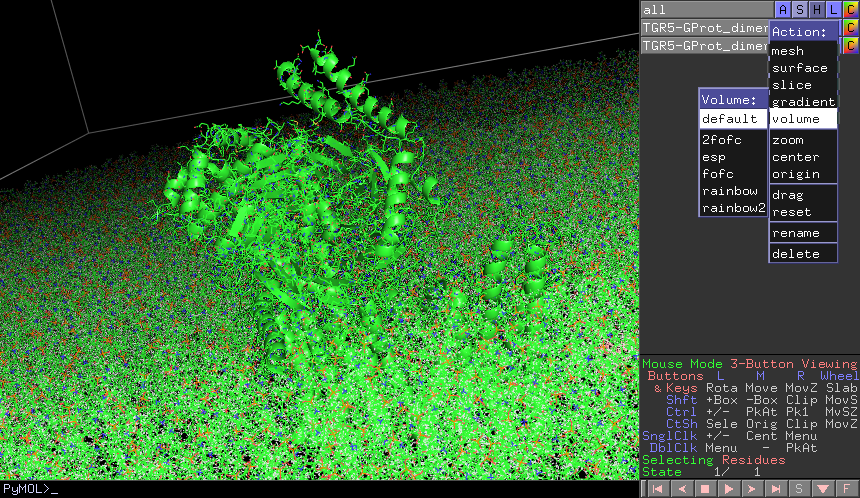 all A S H L C
TGR5-GProt_dimer C
TGR5-GProt_dimer C
Action:
mesh
surface
slice
gradient
volume
zoom
center
origin
drag
reset
rename
delete
Volume:
default
2fofc
esp
fofc
rainbow
rainbow2
Mouse Mode 3-Button Viewing
Buttons L M R Wheel
& Keys Rota Move MovZ Slab
Shft +Box -Box Clip MovS
Ctrl +/- PkAt Pk1 MvSZ
CtSh Sele Orig Clip MovZ
SnglClk +/- Cent Menu
DblClk Menu - PkAt
Selecting Residues
State 1/ 1
PyMOL>_
S F